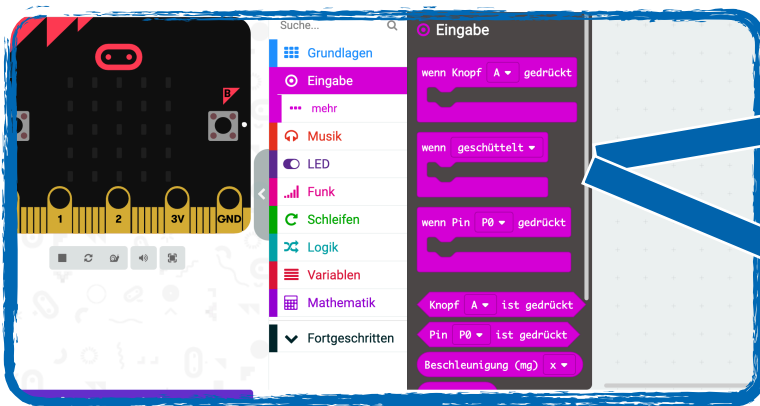 Suche...
Grundlagen
Eingabe
mehr
Musik
LED
Funk
Schleifen
Logik
Variablen
Mathematik
Fortgeschritten
Eingabe
wenn Knopf A gedrückt
wenn geschüttelt
wenn Pin P0 gedrückt
Knopf A ist gedrückt
Pin P0 ist gedrückt
Beschleunigung (mg) x
B
1 2 3V GND